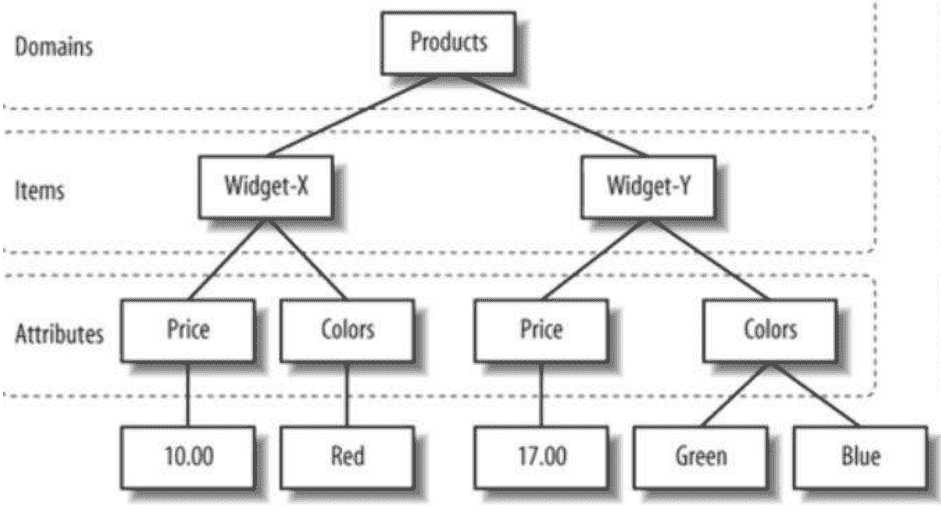 Domains
Products
Items
Widget-X
Widget-Y
Attributes
Price
Colors
Price
Colors
10.00
Red
17.00
Green
Blue